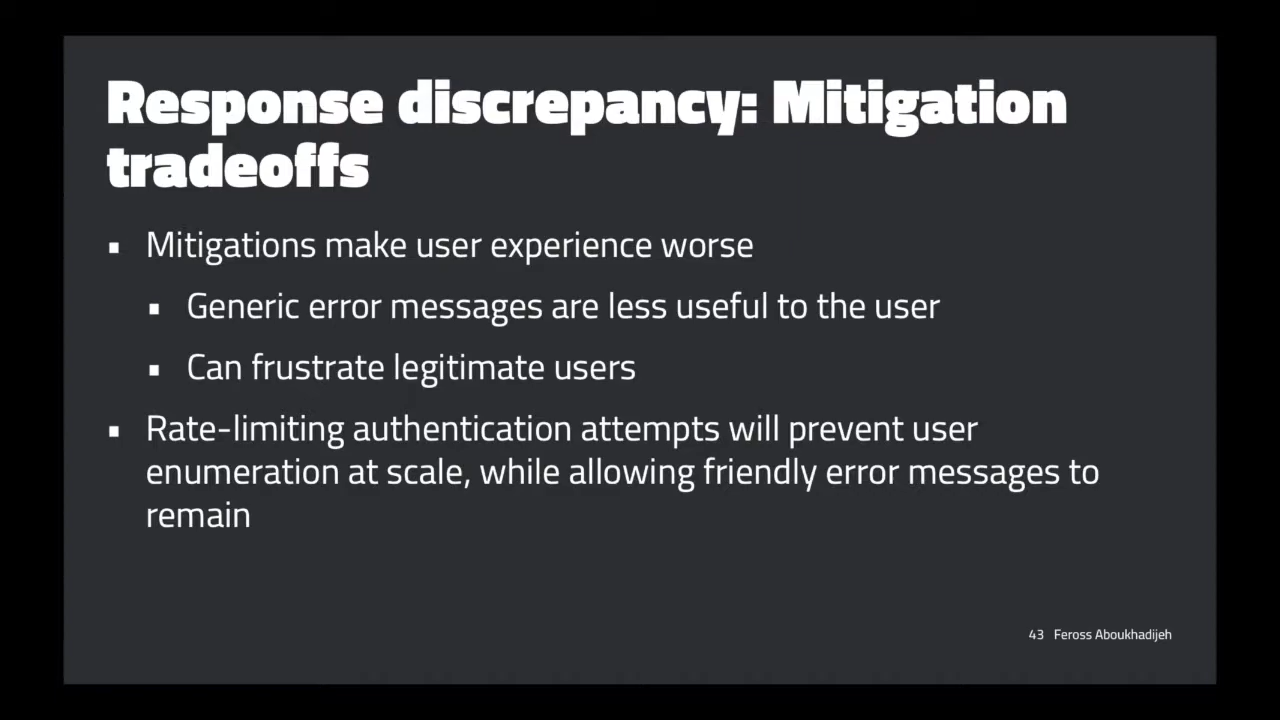 Response discrepancy: Mitigation
tradeoffs
▪ Mitigations make user experience worse
▪ Generic error messages are less useful to the user
▪ Can frustrate legitimate users
▪ Rate-limiting authentication attempts will prevent user
enumeration at scale, while allowing friendly error messages to
remain
43 Feross Aboukhadijeh